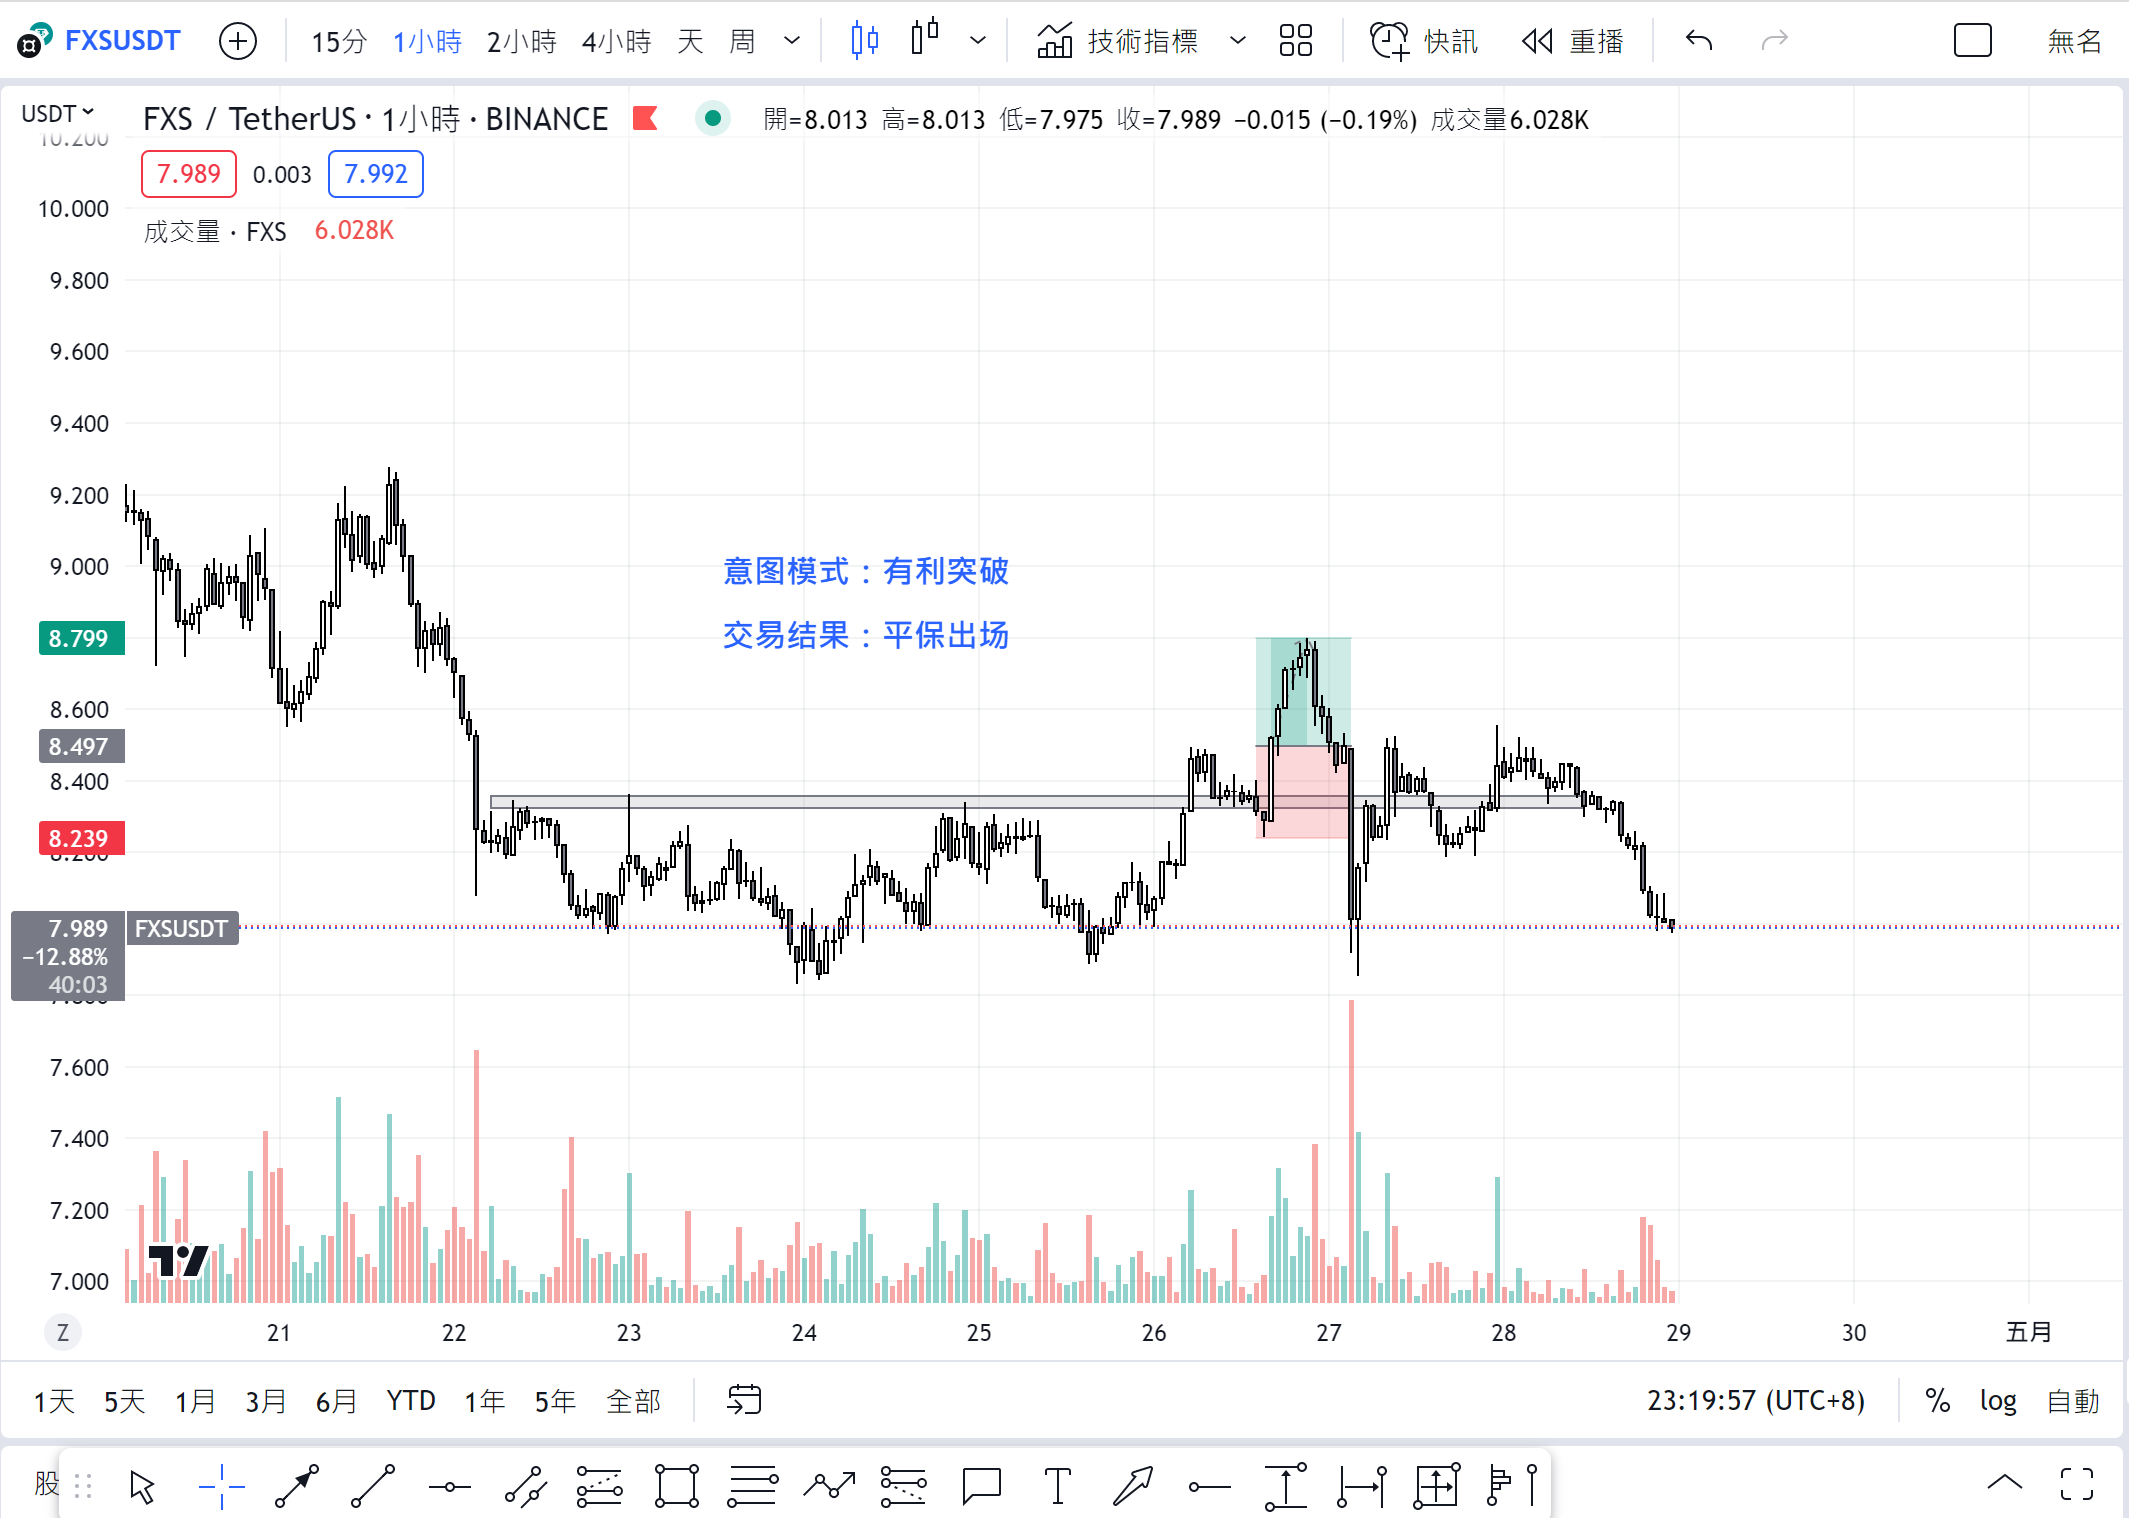 FXSUSDT 15分 1小時 2小時 4小時 天 周 技術指標 快訊 重播 無名
USDT FXS / TetherUS · 1小時 · BINANCE 開=8.013 高=8.013 低=7.975 收=7.989 −0.015 (−0.19%) 成交量6.028K
10.200
7.989 0.003 7.992
10.000
成交量 · FXS 6.028K
9.800
9.600
9.400
9.200
9.000
意图模式：有利突破
8.799
交易结果：平保出场
8.600
8.497
8.400
8.239
8.200
7.989 FXSUSDT
−12.88%
40:03
7.800
7.600
7.400
7.200
7.000
Z 21 22 23 24 25 26 27 28 29 30 五月
1天 5天 1月 3月 6月 YTD 1年 5年 全部 23:19:57 (UTC+8) % log 自動
股